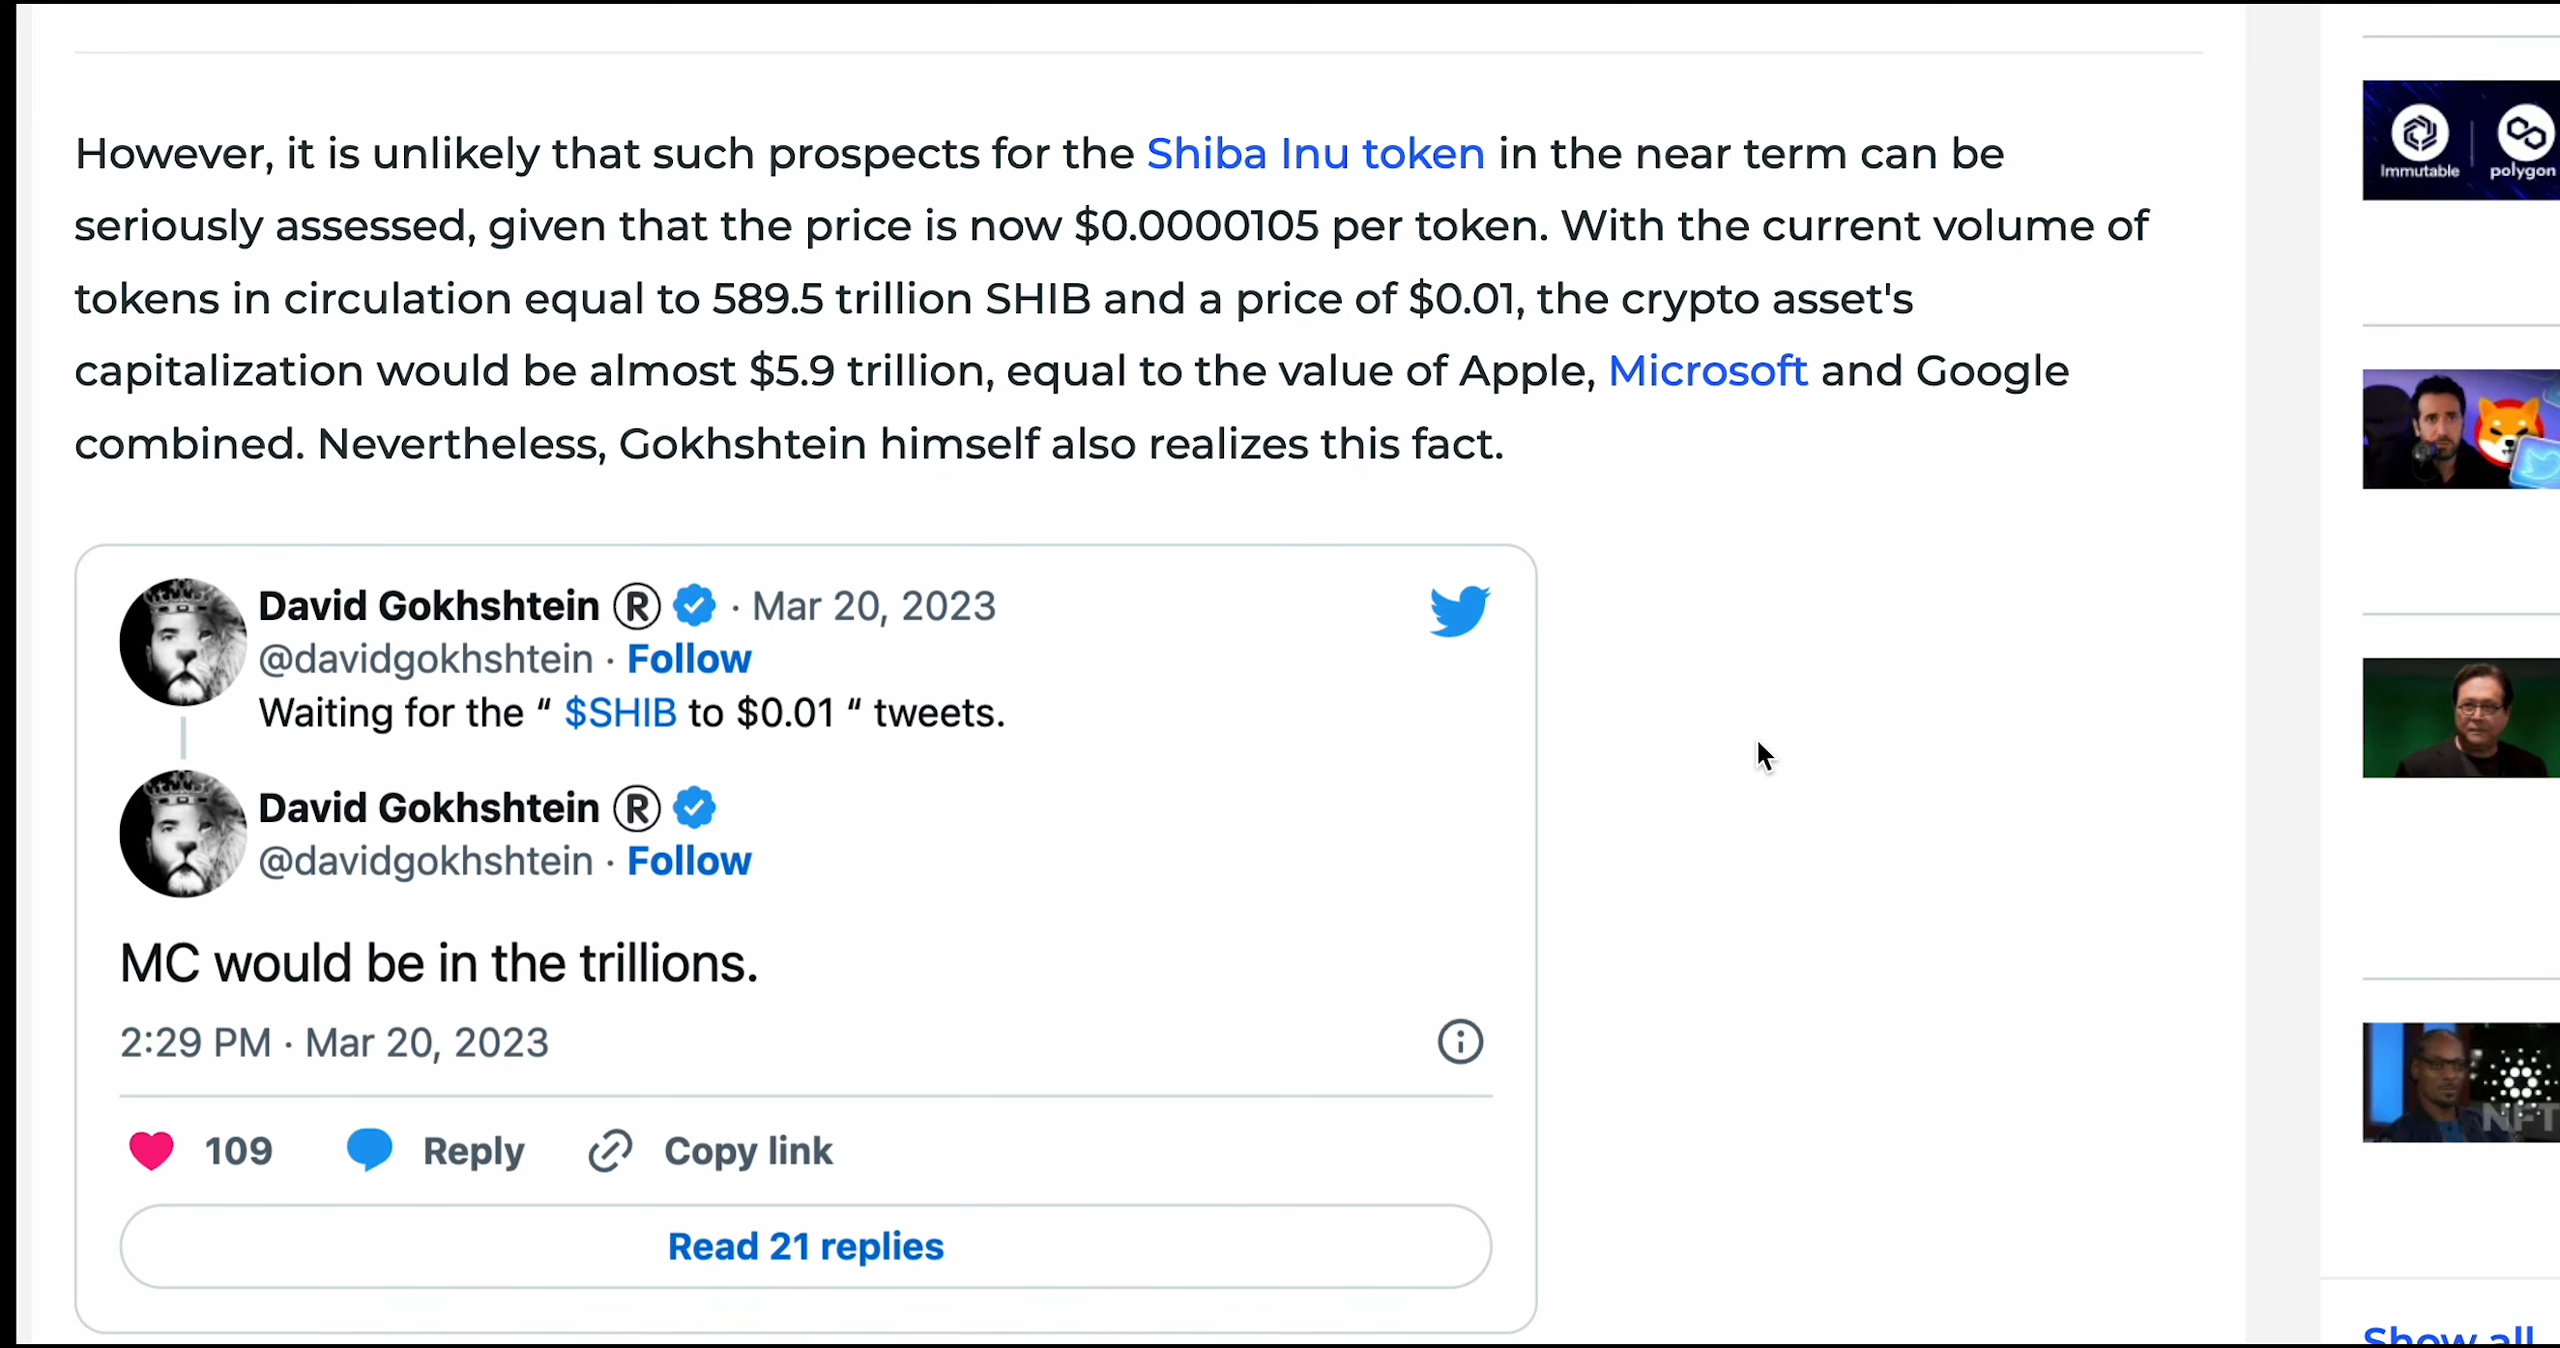 However, it is unlikely that such prospects for the Shiba Inu token in the near term can be
seriously assessed, given that the price is now $0.0000105 per token. With the current volume of
tokens in circulation equal to 589.5 trillion SHIB and a price of $0.01, the crypto asset's
capitalization would be almost $5.9 trillion, equal to the value of Apple, Microsoft and Google
combined. Nevertheless, Gokhshtein himself also realizes this fact.
David Gokhshtein ® · Mar 20, 2023
@davidgokhshtein · Follow
Waiting for the “ $SHIB to $0.01 “ tweets.
David Gokhshtein ®
@davidgokhshtein · Follow
MC would be in the trillions.
2:29 PM · Mar 20, 2023
109 Reply Copy link
Read 21 replies
Immutable polygon
NFT
Show all